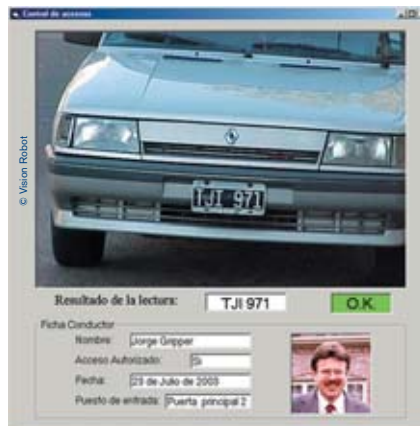 Control de accesos
© Vision Robot
TJI 971
Resultado de la lectura: TJI 971 O.K.
Ficha Conductor
Nombre: Jorge Gripper
Acceso Autorizado: Si
Fecha: 23 de Julio de 2003
Puesto de entrada: Puerta principal 2